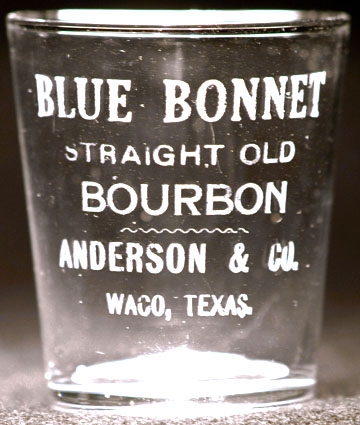 BLUE BONNET
STRAIGHT OLD
BOURBON
ANDERSON & CO.
WACO, TEXAS.